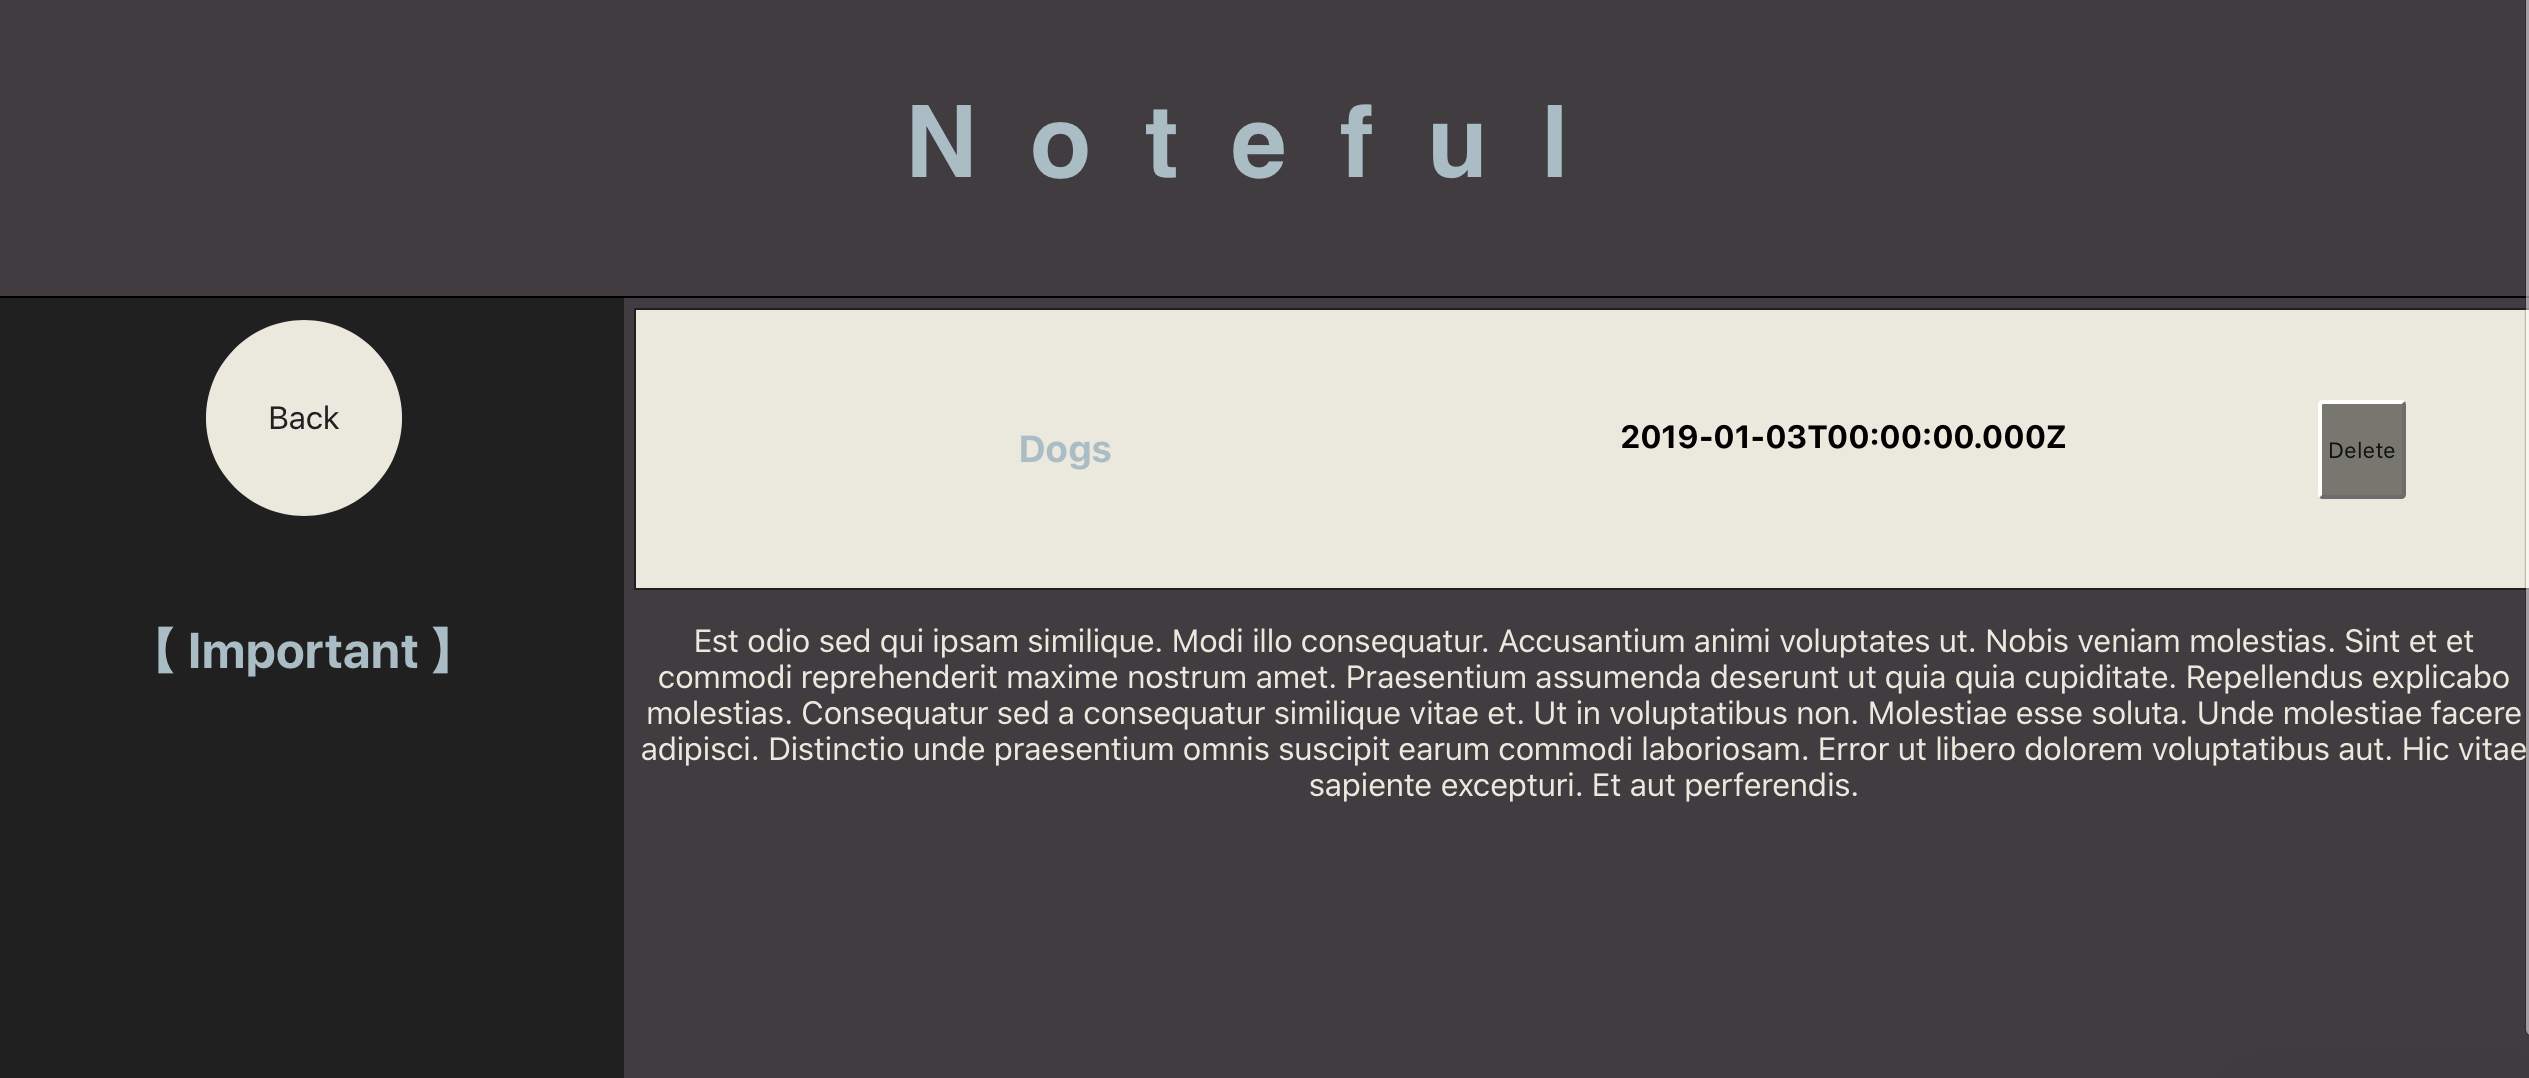 Noteful
Back
【 Important 】
Dogs
2019-01-03T00:00:00.000Z
Delete
Est odio sed qui ipsam similique. Modi illo consequatur. Accusantium animi voluptates ut. Nobis veniam molestias. Sint et et
commodi reprehenderit maxime nostrum amet. Praesentium assumenda deserunt ut quia quia cupiditate. Repellendus explicabo
molestias. Consequatur sed a consequatur similique vitae et. Ut in voluptatibus non. Molestiae esse soluta. Unde molestiae facere
adipisci. Distinctio unde praesentium omnis suscipit earum commodi laboriosam. Error ut libero dolorem voluptatibus aut. Hic vitae
sapiente excepturi. Et aut perferendis.